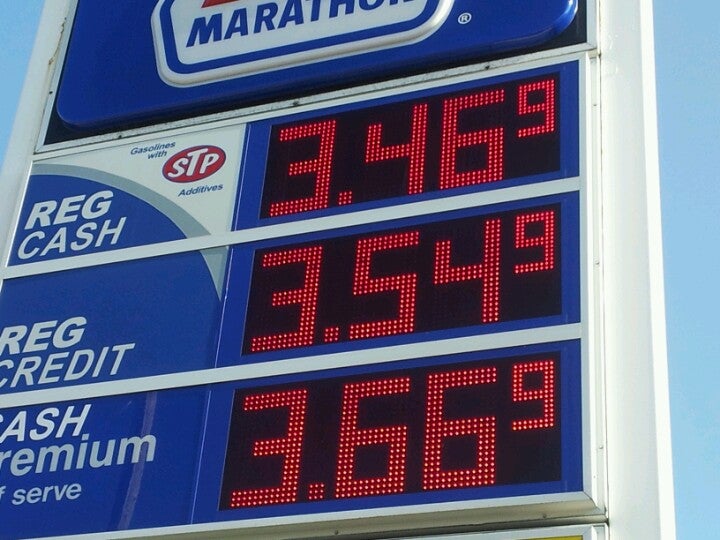 MARATHON
®
Gasolines
with
STP
Additives
REG
CASH
3.46 9
REG
CREDIT
3.54 9
CASH
Premium
f serve
3.66 9